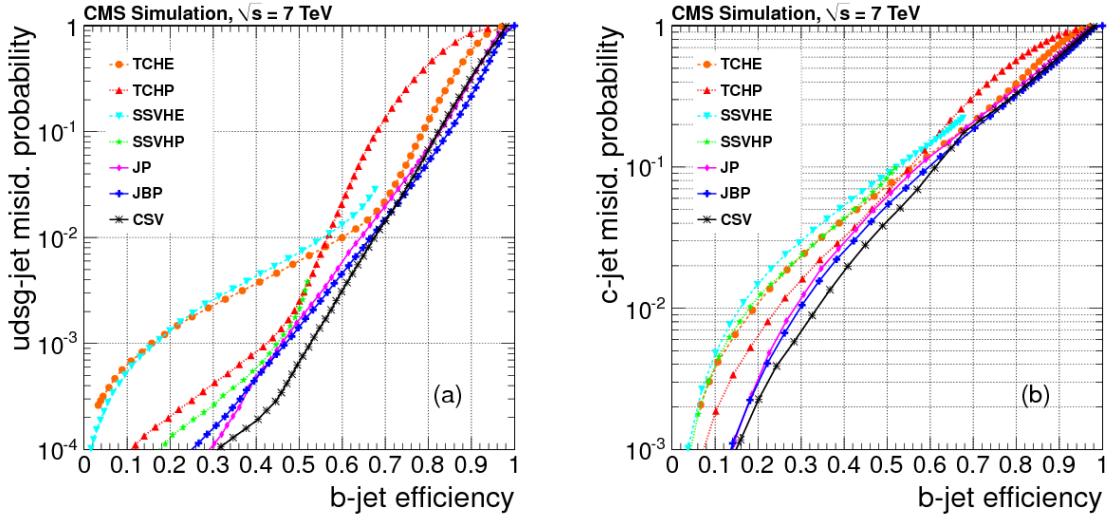 CMS Simulation, √s = 7 TeV
udsg-jet misid. probability
1
10⁻¹
10⁻²
10⁻³
10⁻⁴
TCHE
TCHP
SSVHE
SSVHP
JP
JBP
CSV
(a)
0 0.1 0.2 0.3 0.4 0.5 0.6 0.7 0.8 0.9 1
b-jet efficiency
CMS Simulation, √s = 7 TeV
c-jet misid. probability
1
10⁻¹
10⁻²
10⁻³
TCHE
TCHP
SSVHE
SSVHP
JP
JBP
CSV
(b)
0 0.1 0.2 0.3 0.4 0.5 0.6 0.7 0.8 0.9 1
b-jet efficiency